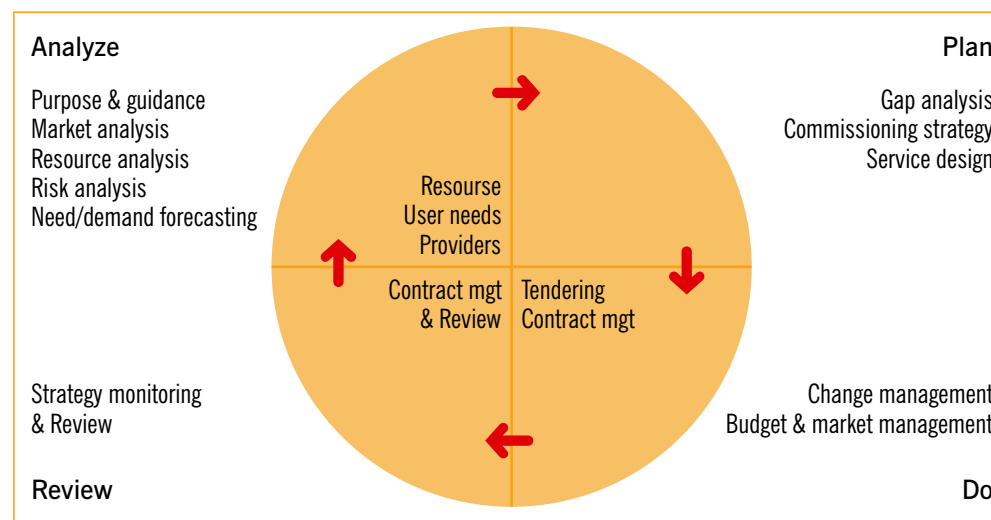 Analyze
Purpose & guidance
Market analysis
Resource analysis
Risk analysis
Need/demand forecasting
Plan
Gap analysis
Commissioning strategy
Service design
Resourse
User needs
Providers
Contract mgt
& Review
Tendering
Contract mgt
Strategy monitoring
& Review
Review
Change management
Budget & market management
Do